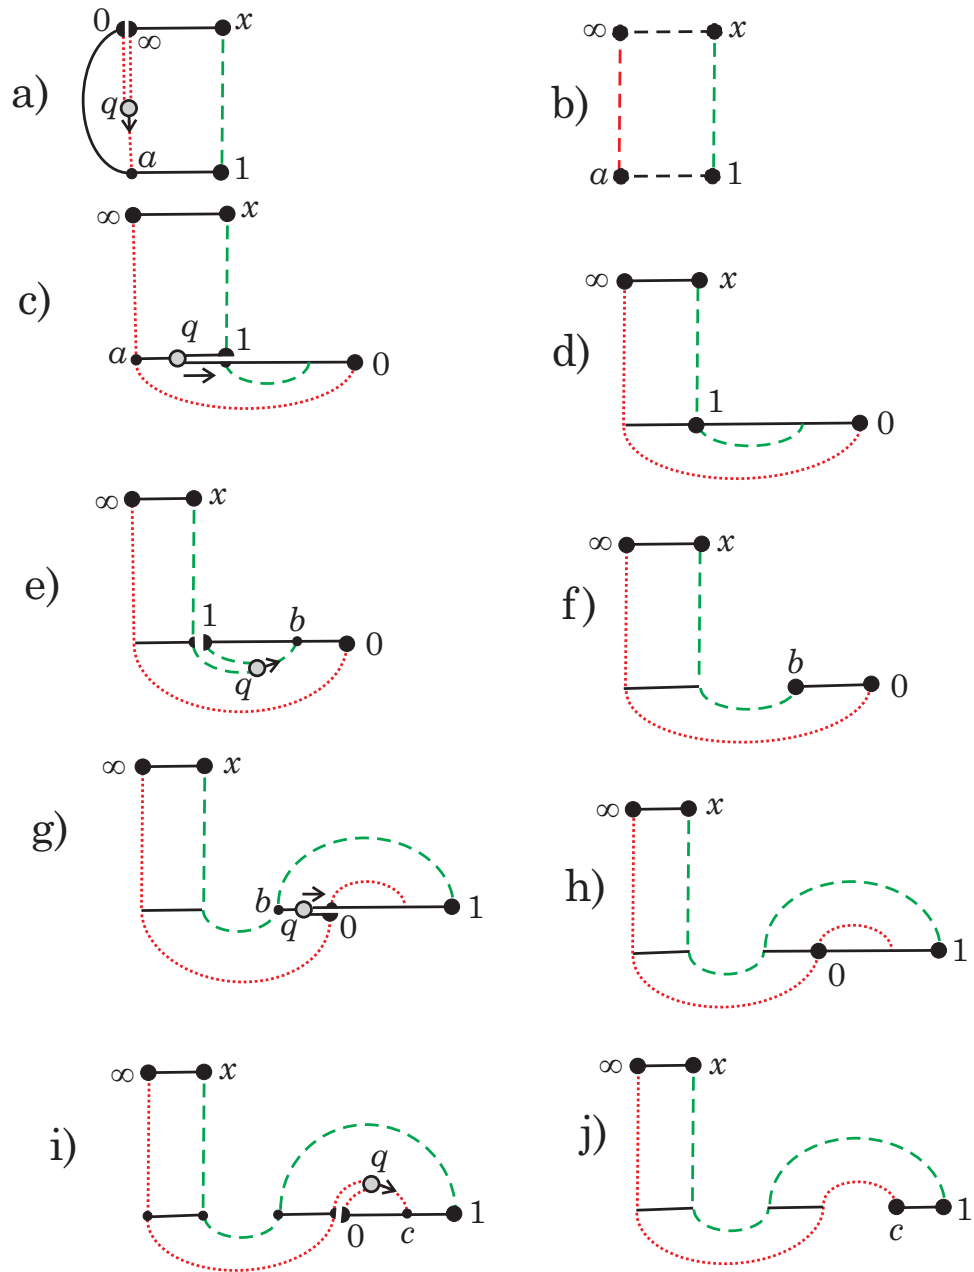 a)
0
∞
x
q
a
1
b)
∞
x
a
1
c)
∞
x
q
a
1
0
d)
∞
x
1
0
e)
∞
x
1
b
0
q
f)
∞
x
b
0
g)
∞
x
b
q
0
1
h)
∞
x
0
1
i)
∞
x
q
0
c
1
j)
∞
x
c
1